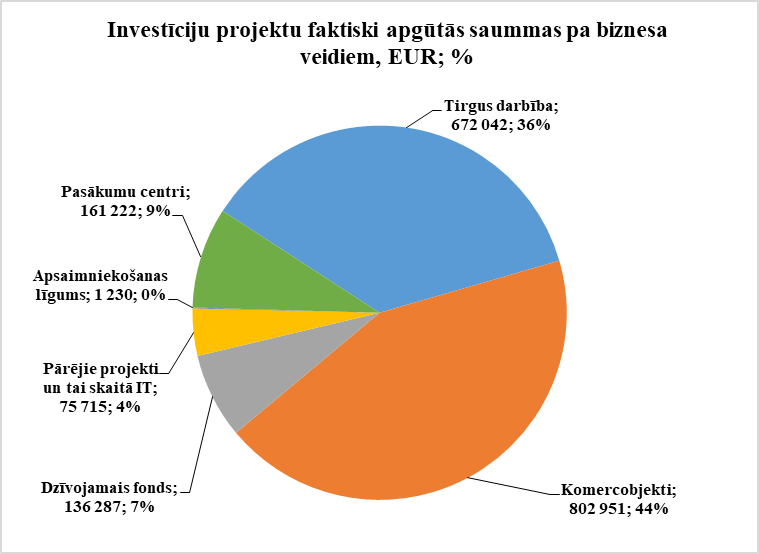 Investīciju projektu faktiski apgūtās saummas pa biznesa
veidiem, EUR; %
Tirgus darbība;
672 042; 36%
Pasākumu centri;
161 222; 9%
Apsaimniekošanas
līgums; 1 230; 0%
Pārējie projekti
un tai skaitā IT;
75 715; 4%
Dzīvojamais fonds;
136 287; 7%
Komercobjekti;
802 951; 44%